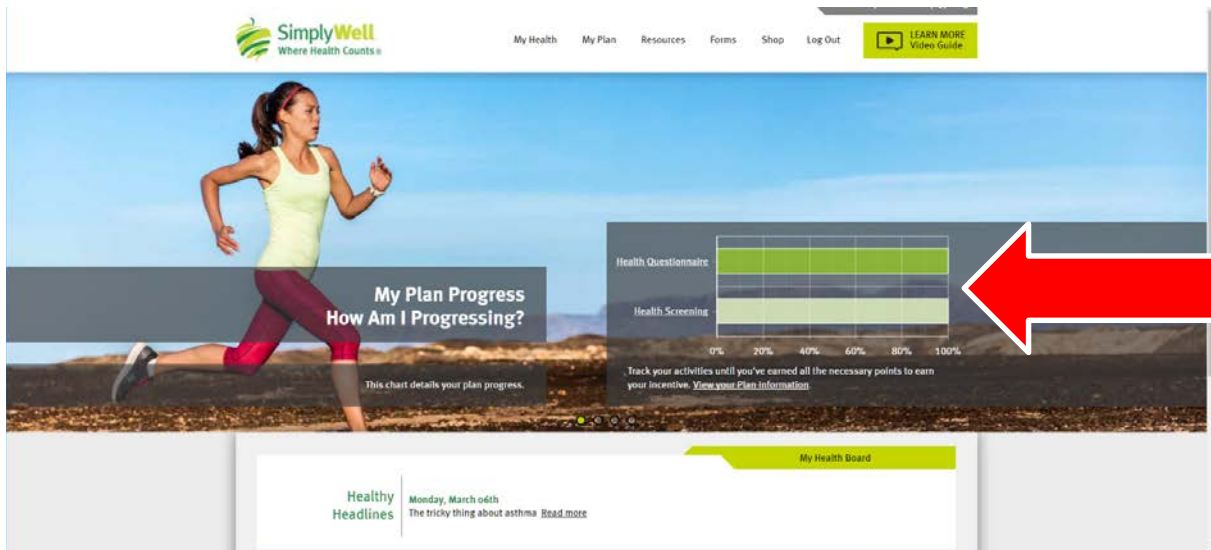 SimplyWell
Where Health Counts®
My Health My Plan Resources Forms Shop Log Out
LEARN MORE
Video Guide
My Plan Progress
How Am I Progressing?
This chart details your plan progress.
Health Questionnaire
Health Screening
0% 20% 40% 60% 80% 100%
Track your activities until you've earned all the necessary points to earn
your incentive. View your Plan Information.
My Health Board
Healthy
Headlines
Monday, March 06th
The tricky thing about asthma Read more